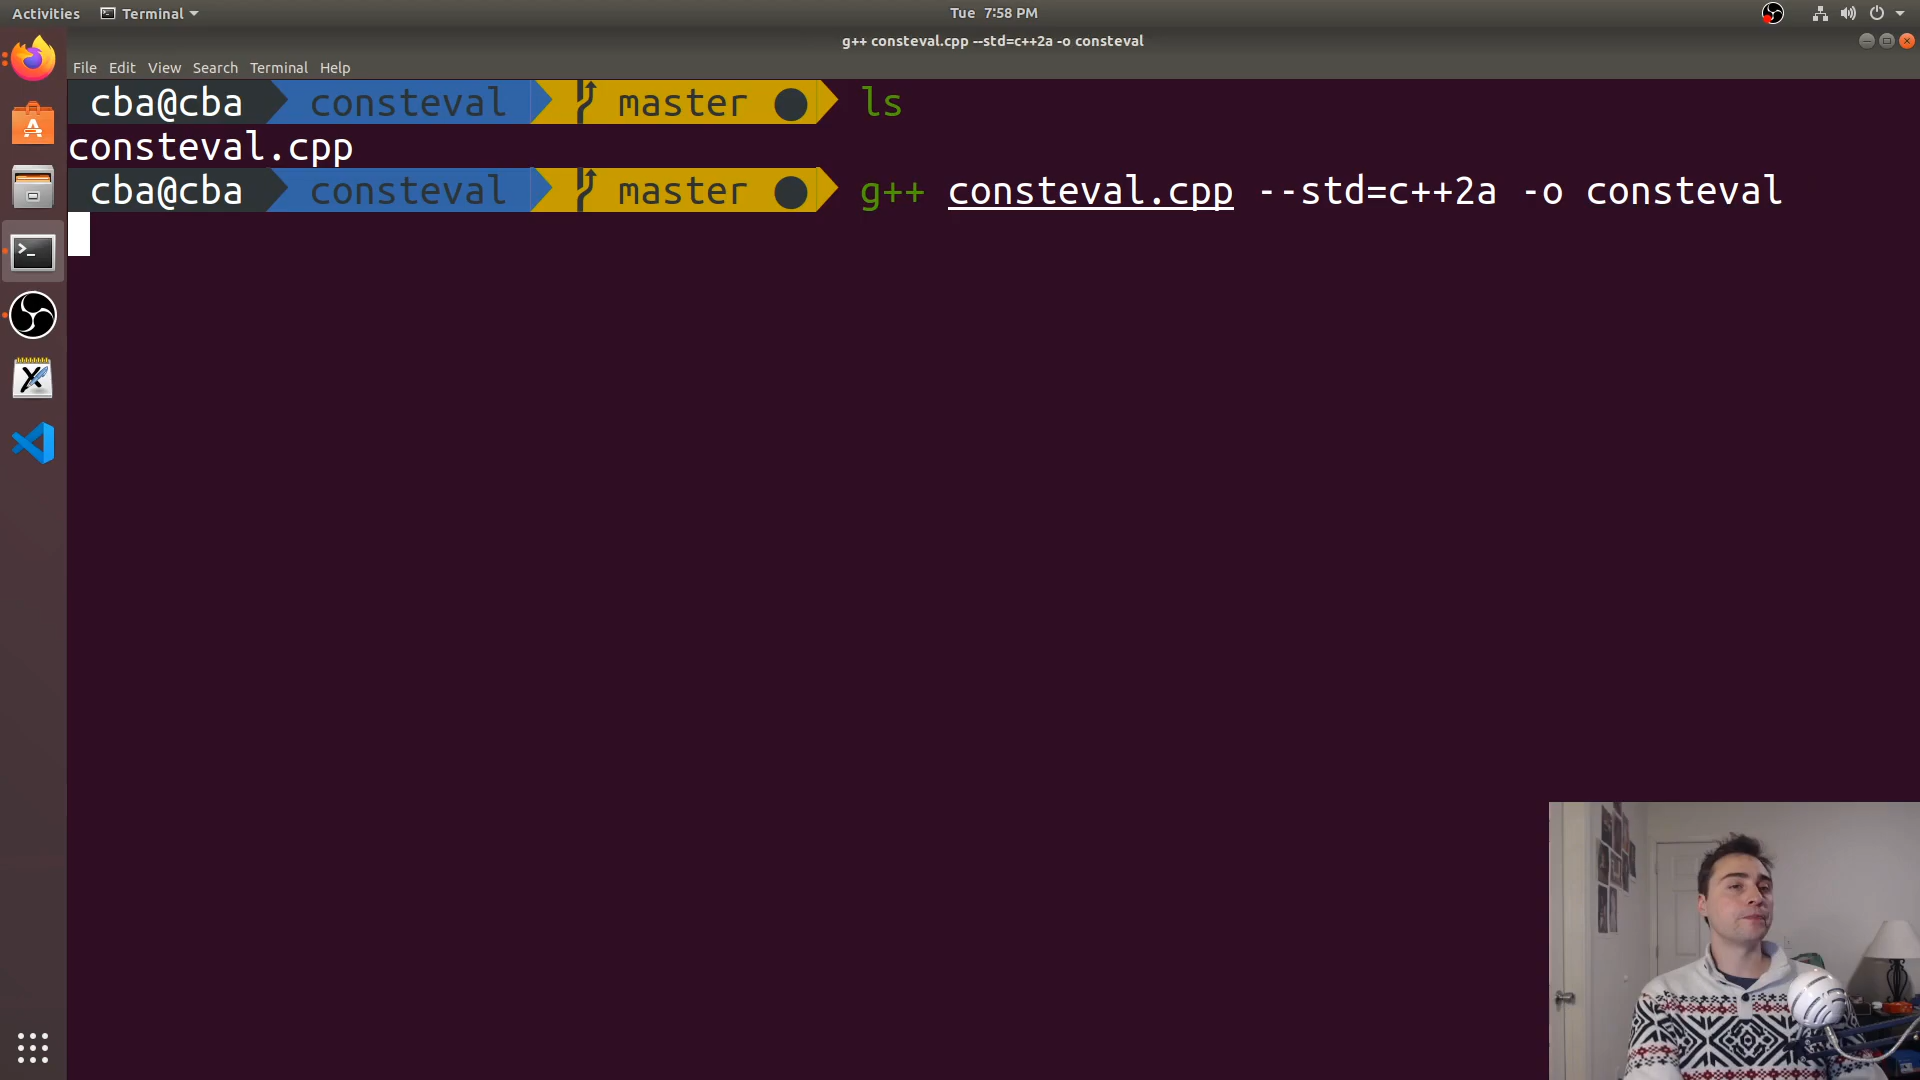 Activities Terminal Tue 7:58 PM
g++ consteval.cpp --std=c++2a -o consteval
File Edit View Search Terminal Help
cba@cba consteval master ls
consteval.cpp
cba@cba consteval master g++ consteval.cpp --std=c++2a -o consteval